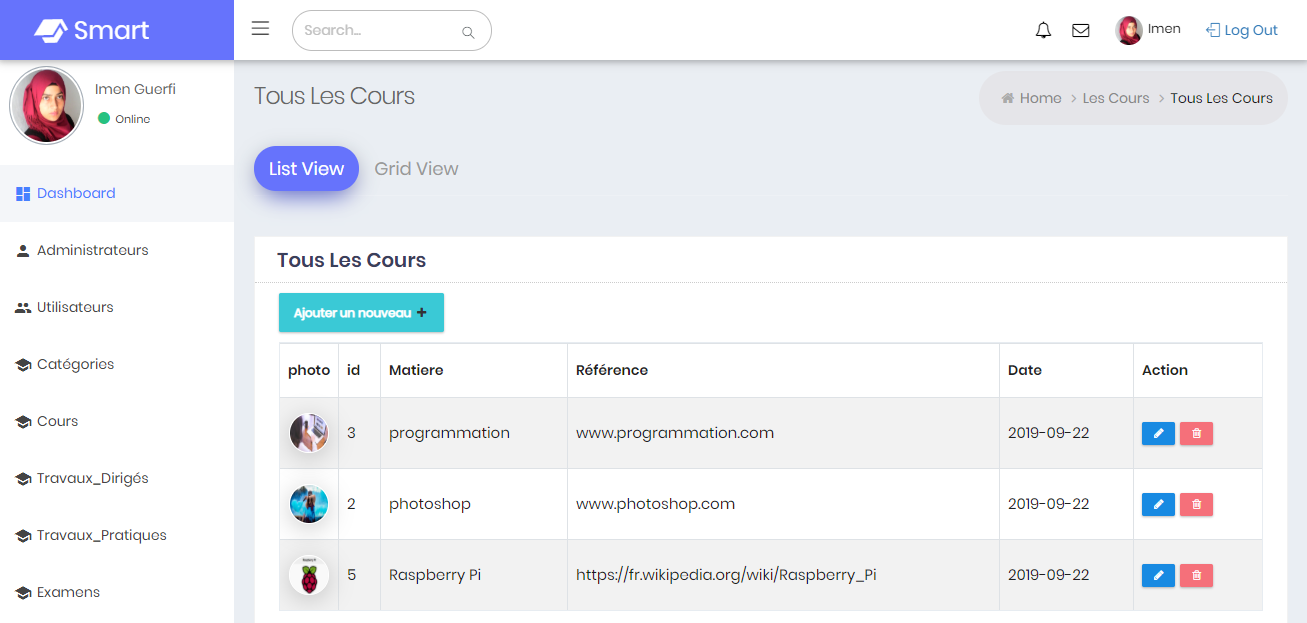 Smart
Search...
Imen
Log Out
Imen Guerfi
Online
Dashboard
Administrateurs
Utilisateurs
Catégories
Cours
Travaux_Dirigés
Travaux_Pratiques
Examens
Tous Les Cours
Home > Les Cours > Tous Les Cours
List View
Grid View
Tous Les Cours
Ajouter un nouveau +
photo id Matiere Référence Date Action
3 programmation www.programmation.com 2019-09-22
2 photoshop www.photoshop.com 2019-09-22
5 Raspberry Pi https://fr.wikipedia.org/wiki/Raspberry_Pi 2019-09-22